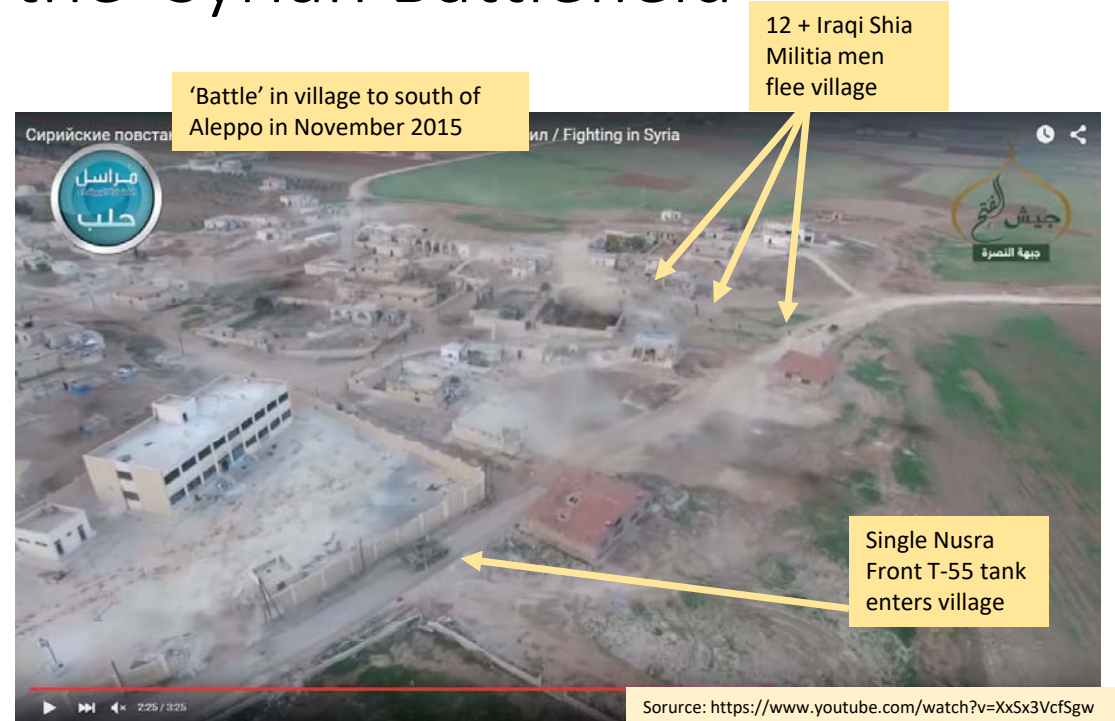 the Syrian Battlefield
12 + Iraqi Shia
Militia men
flee village
‘Battle’ in village to south of
Aleppo in November 2015
Сирийские ил / Fighting in Syria
مراسل
حلب
جيش الفتح
جبهة النصرة
Single Nusra
Front T-55 tank
enters village
2:25 / 3:25
Sorurce: https://www.youtube.com/watch?v=XxSx3VcfSgw